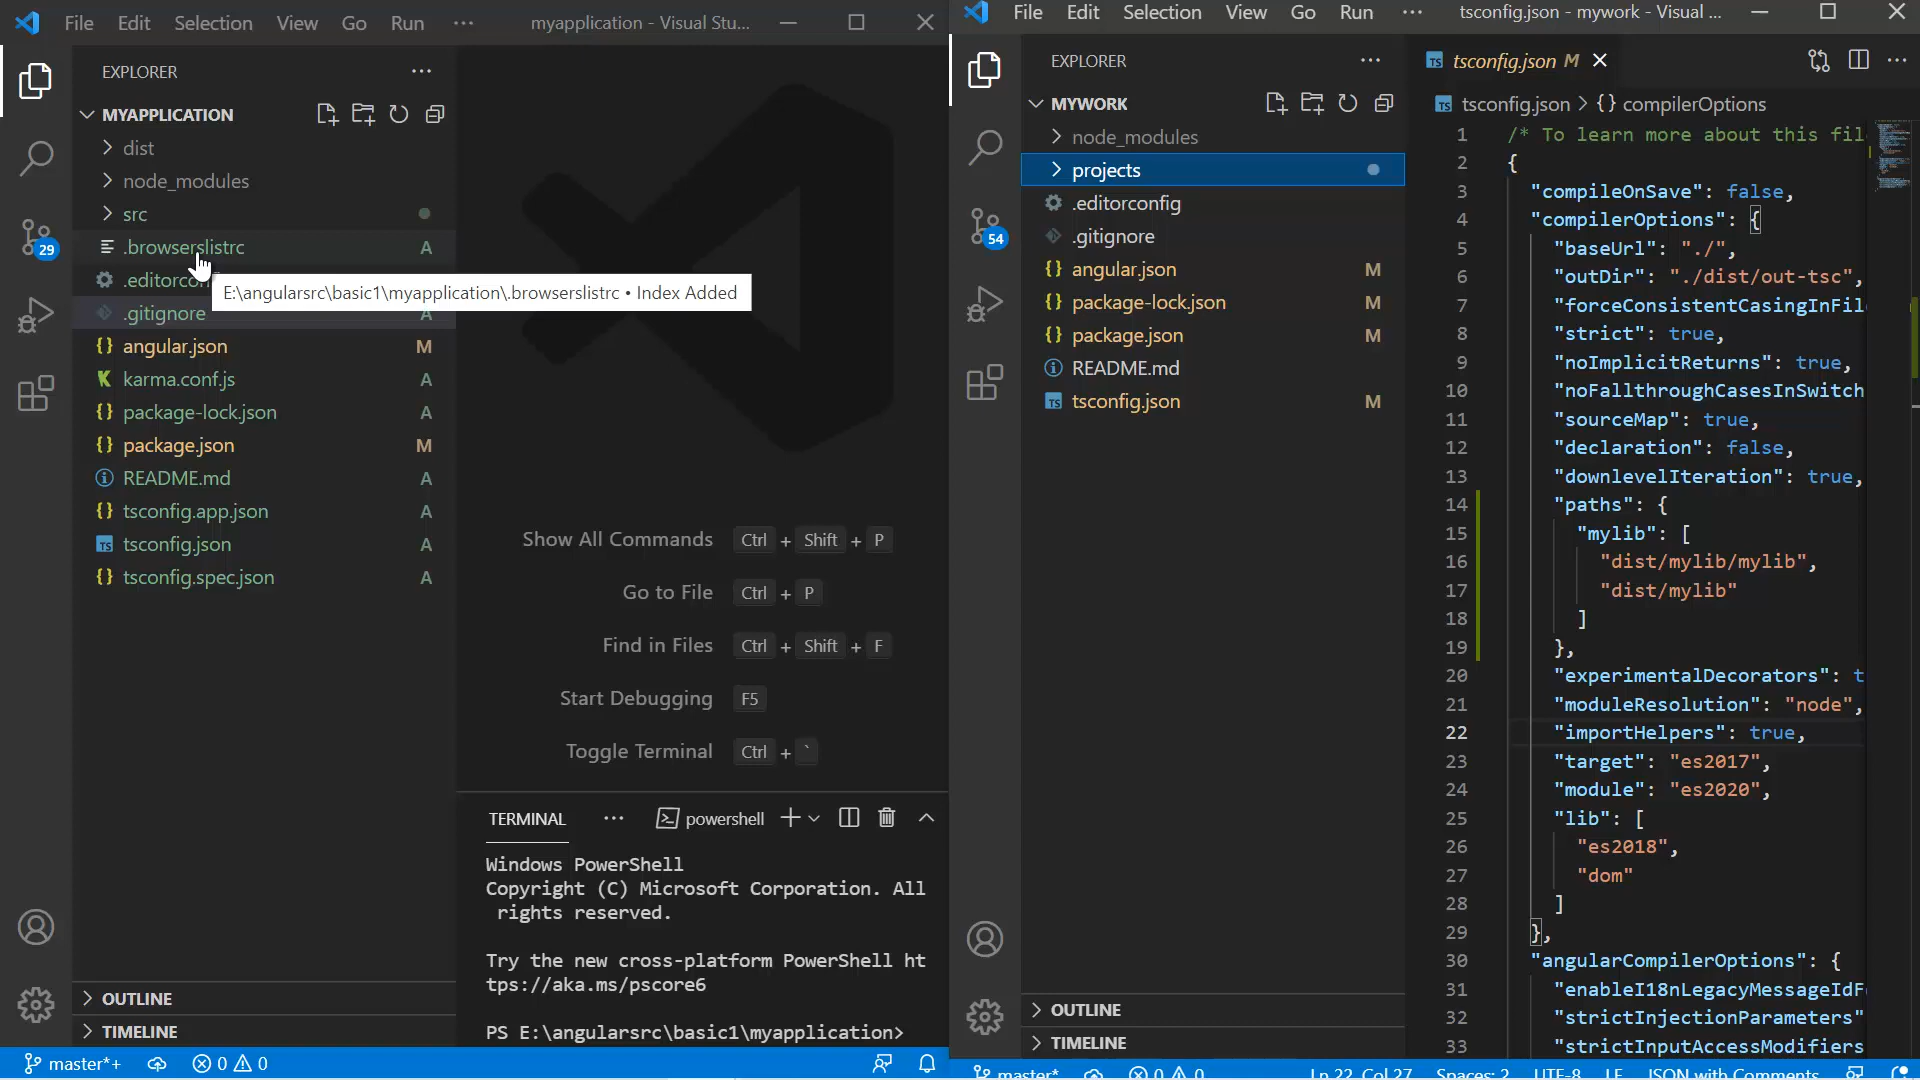 File Edit Selection View Go Run ··· myapplication - Visual Stu...
EXPLORER
MYAPPLICATION
dist
node_modules
src
.browserslistrc A
.editorconf
E:\angularsrc\basic1\myapplication\.browserslistrc • Index Added
.gitignore A
angular.json M
karma.conf.js A
package-lock.json A
package.json M
README.md A
tsconfig.app.json A
tsconfig.json A
tsconfig.spec.json A
29
OUTLINE
TIMELINE
master*+ 0 0
Show All Commands Ctrl + Shift + P
Go to File Ctrl + P
Find in Files Ctrl + Shift + F
Start Debugging F5
Toggle Terminal Ctrl + `
TERMINAL ··· powershell
Windows PowerShell
Copyright (C) Microsoft Corporation. All
rights reserved.
Try the new cross-platform PowerShell ht
tps://aka.ms/pscore6
PS E:\angularsrc\basic1\myapplication>
File Edit Selection View Go Run ··· tsconfig.json - mywork - Visual ...
EXPLORER
MYWORK
node_modules
projects
.editorconfig
.gitignore
angular.json M
package-lock.json M
package.json M
README.md
tsconfig.json M
54
OUTLINE
TIMELINE
tsconfig.json M
tsconfig.json > {} compilerOptions
1 /* To learn more about this fil
2 {
3 "compileOnSave": false,
4 "compilerOptions": {
5 "baseUrl": "./",
6 "outDir": "./dist/out-tsc",
7 "forceConsistentCasingInFile
8 "strict": true,
9 "noImplicitReturns": true,
10 "noFallthroughCasesInSwitch
11 "sourceMap": true,
12 "declaration": false,
13 "downlevelIteration": true,
14 "paths": {
15 "mylib": [
16 "dist/mylib/mylib",
17 "dist/mylib"
18 ]
19 },
20 "experimentalDecorators": t
21 "moduleResolution": "node",
22 "importHelpers": true,
23 "target": "es2017",
24 "module": "es2020",
25 "lib": [
26 "es2018",
27 "dom"
28 ]
29 },
30 "angularCompilerOptions": {
31 "enableI18nLegacyMessageIdF
32 "strictInjectionParameters"
33 "strictInputAccessModifiers
master* 0 0 Ln 22, Col 27 Spaces: 2 UTF-8 LF JSON with Comments